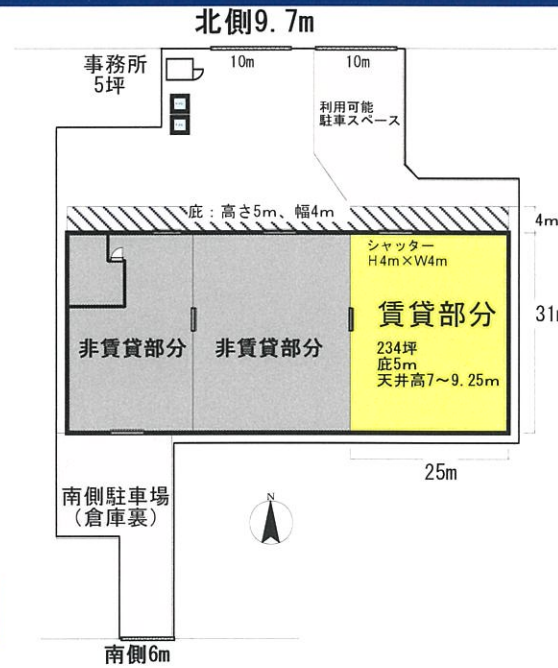 北側9.7m
10m
10m
事務所
5坪
利用可能
駐車スペース
庇：高さ5m、幅4m
4m
シャッター
H4m×W4m
賃貸部分
234坪
庇5m
天井高7～9.25m
31m
非賃貸部分
非賃貸部分
25m
南側駐車場
（倉庫裏）
N
南側6m